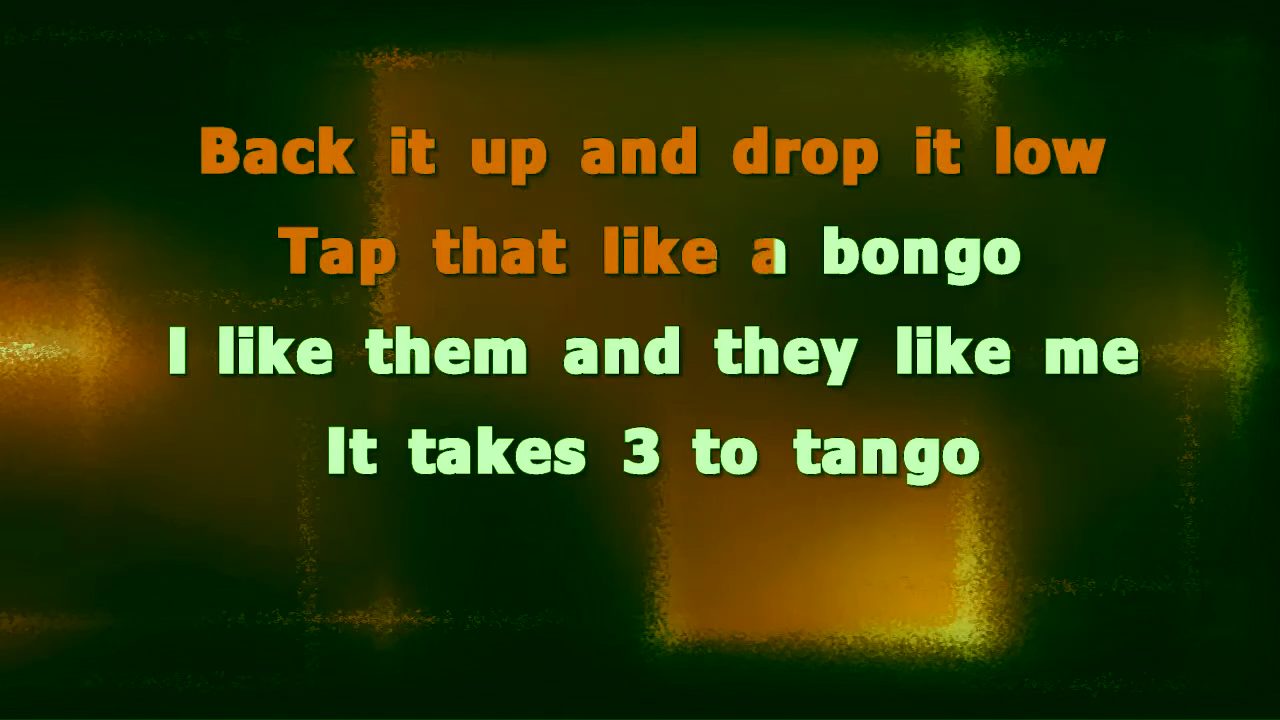 Back it up and drop it low
Tap that like a bongo
I like them and they like me
It takes 3 to tango